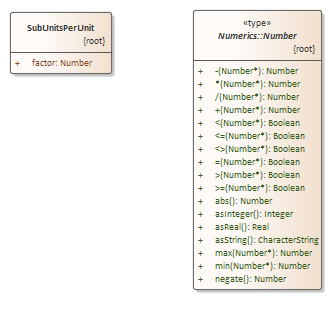 SubUnitsPerUnit
{root}
+ factor: Number
«type»
Numerics::Number
{root}
+ -(Number*): Number
+ *(Number*): Number
+ /(Number*): Number
+ +(Number*): Number
+ <(Number*): Boolean
+ <=(Number*): Boolean
+ <>(Number*): Boolean
+ =(Number*): Boolean
+ >(Number*): Boolean
+ >=(Number*): Boolean
+ abs(): Number
+ asInteger(): Integer
+ asReal(): Real
+ asString(): CharacterString
+ max(Number*): Number
+ min(Number*): Number
+ negate(): Number